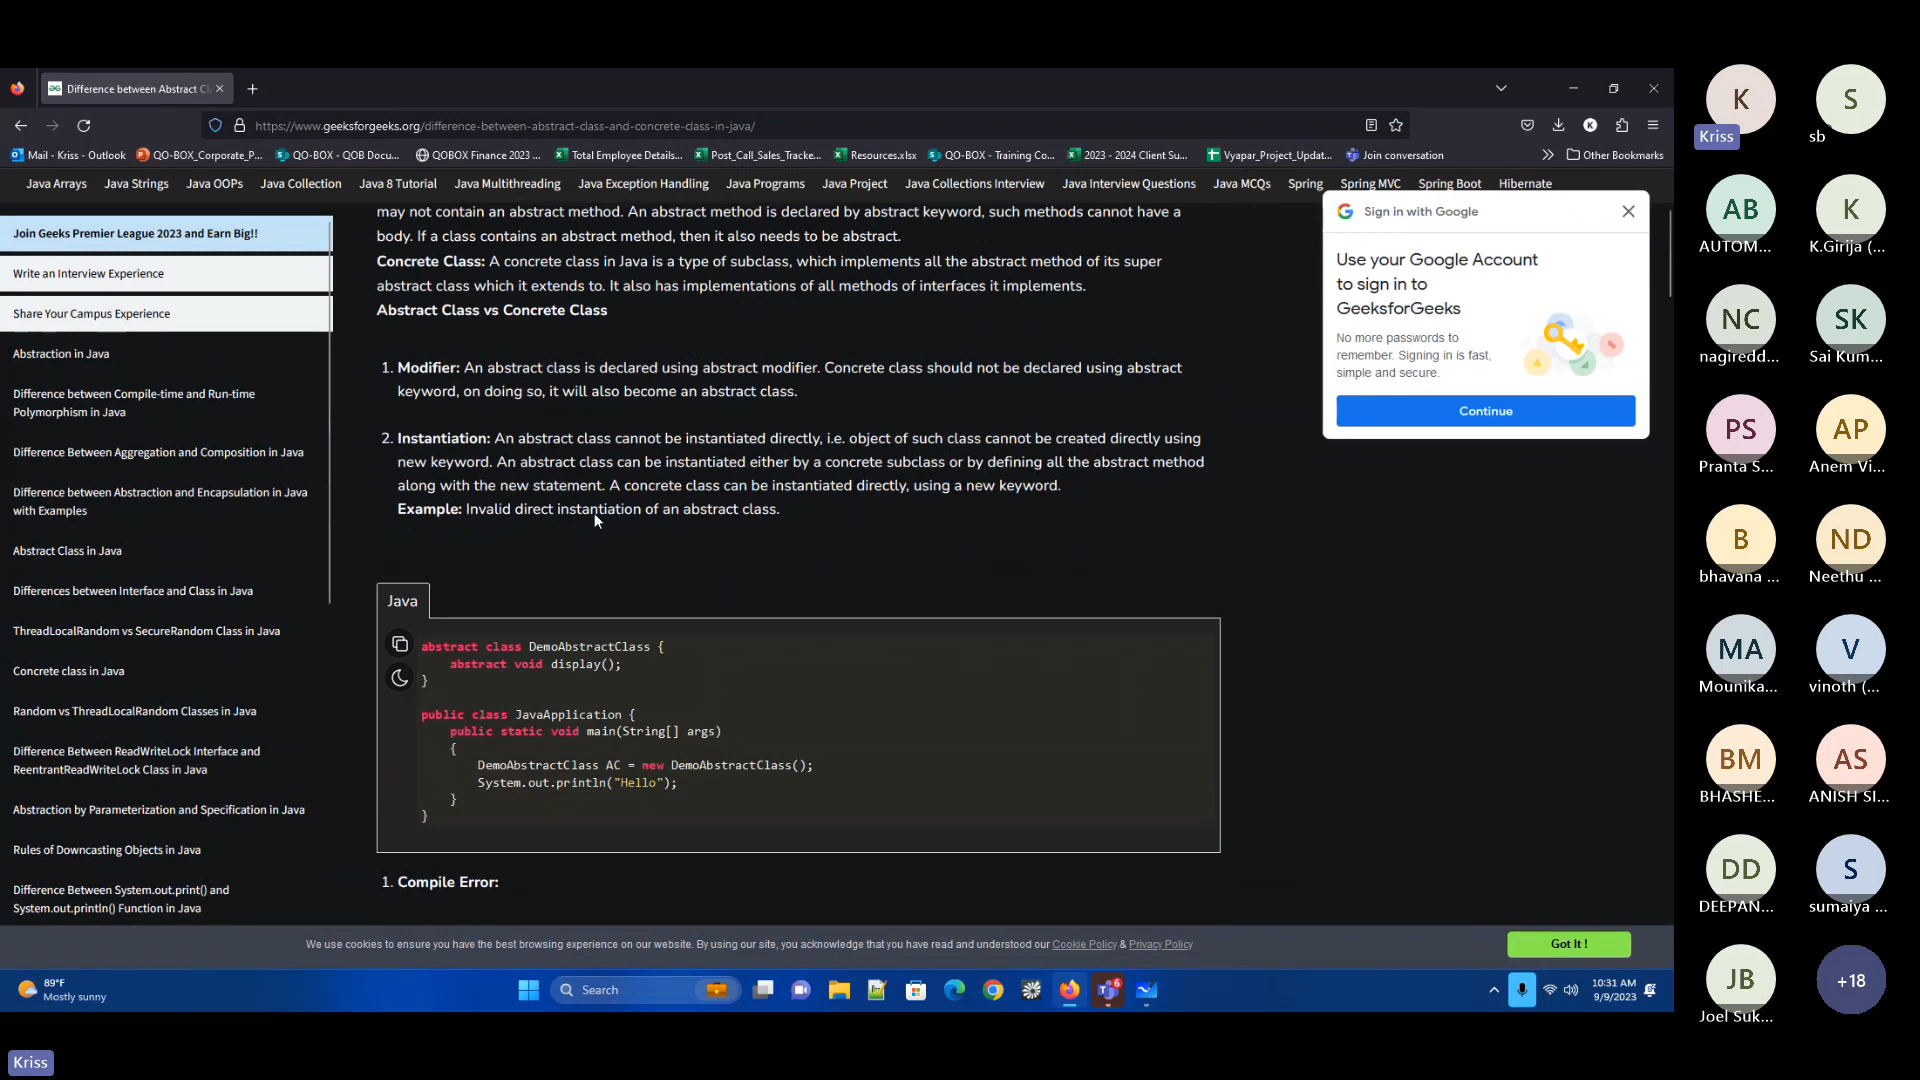 Difference between Abstract Cl
https://www.geeksforgeeks.org/difference-between-abstract-class-and-concrete-class-in-java/
Mail - Kriss - Outlook
QO-BOX_Corporate_P...
QO-BOX - QOB Docu...
QOBOX Finance 2023 ...
Total Employee Details...
Post_Call_Sales_Tracke...
Resources.xlsx
QO-BOX - Training Co...
2023 - 2024 Client Su...
Vyapar_Project_Updat...
Join conversation
Other Bookmarks
Java Arrays
Java Strings
Java OOPs
Java Collection
Java 8 Tutorial
Java Multithreading
Java Exception Handling
Java Programs
Java Project
Java Collections Interview
Java Interview Questions
Java MCQs
Spring
Spring MVC
Spring Boot
Hibernate
Join Geeks Premier League 2023 and Earn Big!!
Write an Interview Experience
Share Your Campus Experience
Abstraction in Java
Difference between Compile-time and Run-time
Polymorphism in Java
Difference Between Aggregation and Composition in Java
Difference between Abstraction and Encapsulation in Java
with Examples
Abstract Class in Java
Differences between Interface and Class in Java
ThreadLocalRandom vs SecureRandom Class in Java
Concrete class in Java
Random vs ThreadLocalRandom Classes in Java
Difference Between ReadWriteLock Interface and
ReentrantReadWriteLock Class in Java
Abstraction by Parameterization and Specification in Java
Rules of Downcasting Objects in Java
Difference Between System.out.print() and
System.out.println() Function in Java
may not contain an abstract method. An abstract method is declared by abstract keyword, such methods cannot have a
body. If a class contains an abstract method, then it also needs to be abstract.
Concrete Class: A concrete class in Java is a type of subclass, which implements all the abstract method of its super
abstract class which it extends to. It also has implementations of all methods of interfaces it implements.
Abstract Class vs Concrete Class
1. Modifier: An abstract class is declared using abstract modifier. Concrete class should not be declared using abstract
keyword, on doing so, it will also become an abstract class.
2. Instantiation: An abstract class cannot be instantiated directly, i.e. object of such class cannot be created directly using
new keyword. An abstract class can be instantiated either by a concrete subclass or by defining all the abstract method
along with the new statement. A concrete class can be instantiated directly, using a new keyword.
Example: Invalid direct instantiation of an abstract class.
Java
abstract class DemoAbstractClass {
abstract void display();
}
public class JavaApplication {
public static void main(String[] args)
{
DemoAbstractClass AC = new DemoAbstractClass();
System.out.println("Hello");
}
}
1. Compile Error:
Sign in with Google
Use your Google Account
to sign in to
GeeksforGeeks
No more passwords to
remember. Signing in is fast,
simple and secure.
Continue
We use cookies to ensure you have the best browsing experience on our website. By using our site, you acknowledge that you have read and understood our Cookie Policy & Privacy Policy
Got It !
89°F
Mostly sunny
Search
6
10:31 AM
9/9/2023
K
Kriss
S
sb
AB
AUTOM...
K
K.Girija (...
NC
nagiredd...
SK
Sai Kum...
PS
Pranta S...
AP
Anem Vi...
B
bhavana ...
ND
Neethu ...
MA
Mounika...
V
vinoth (...
BM
BHASHE...
AS
ANISH SI...
DD
DEEPAN...
S
sumaiya ...
JB
Joel Suk...
+18
Kriss